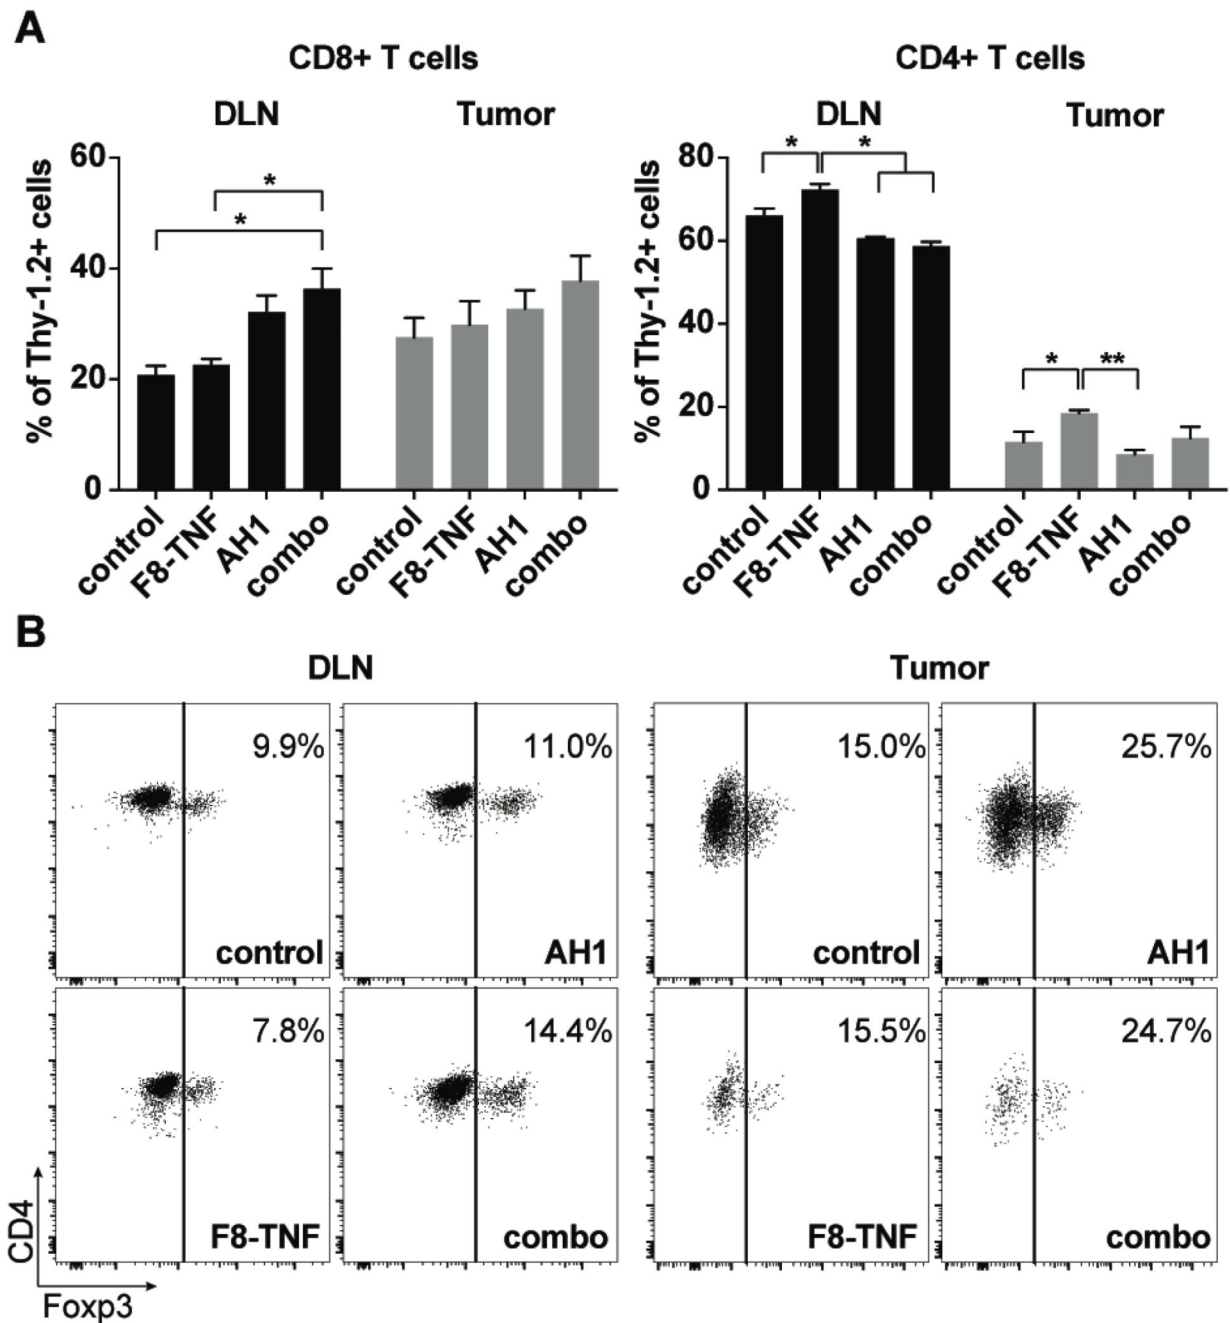 A
CD8+ T cells
CD4+ T cells
DLN
Tumor
DLN
Tumor
% of Thy-1.2+ cells
60
40
20
0
*
*
control
F8-TNF
AH1
combo
control
F8-TNF
AH1
combo
% of Thy-1.2+ cells
80
60
40
20
0
*
*
*
**
control
F8-TNF
AH1
combo
control
F8-TNF
AH1
combo
B
DLN
Tumor
9.9%
control
11.0%
AH1
15.0%
control
25.7%
AH1
7.8%
F8-TNF
14.4%
combo
15.5%
F8-TNF
24.7%
combo
CD4
Foxp3